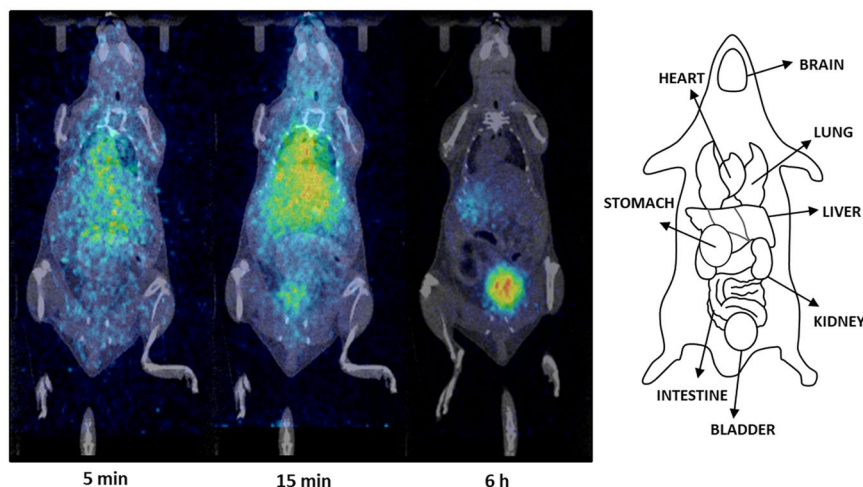 BRAIN
HEART
LUNG
STOMACH
LIVER
KIDNEY
INTESTINE
BLADDER
5 min
15 min
6 h